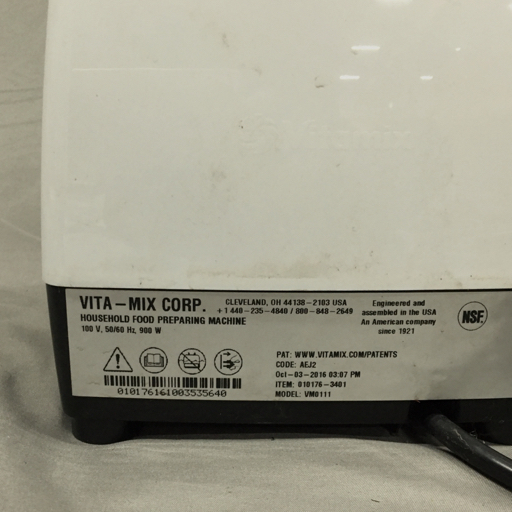 VITA-MIX CORP.
HOUSEHOLD FOOD PREPARING MACHINE
100 V, 50/60 Hz, 900 W
CLEVELAND, OH 44138-2103 USA
+1 440-235-4840 / 800-848-2649
Engineered and
assembled in the USA
An American company
since 1921
NSF.
010176161003535640
PAT: WWW.VITAMIX.COM/PATENTS
CODE: AEJ2
Oct-03-2016 03:07 PM
ITEM: 010176-3401
MODEL: VM0111